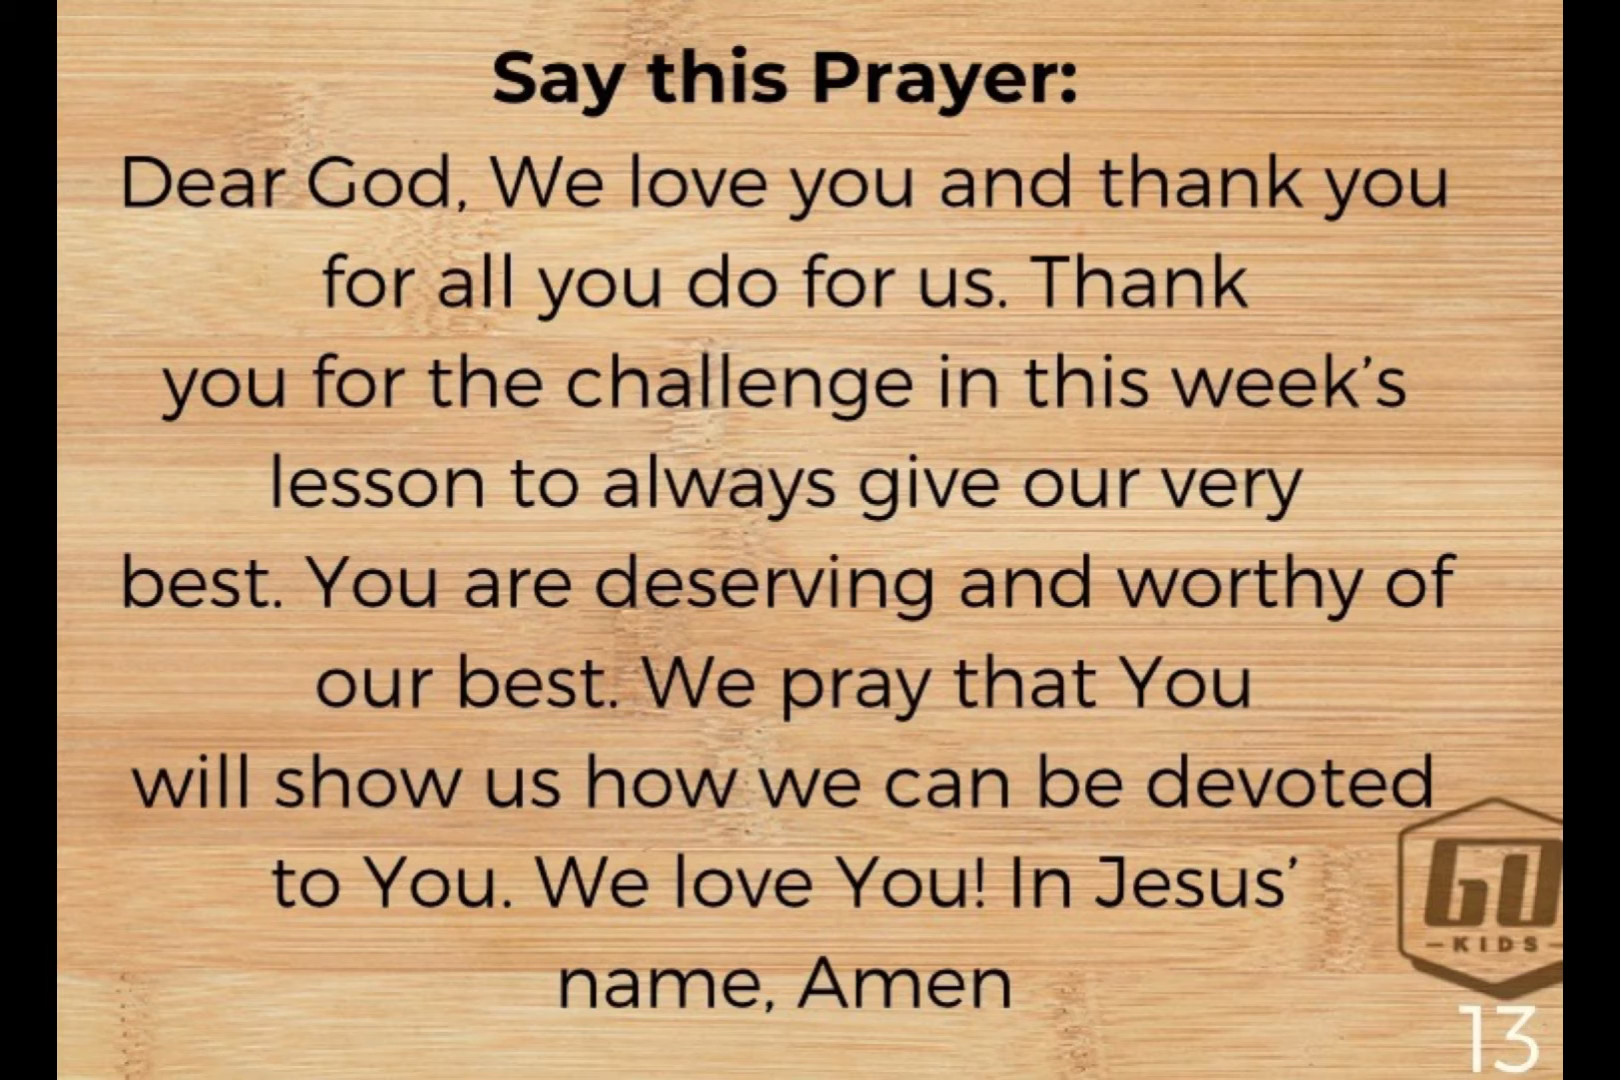 Say this Prayer:
Dear God, We love you and thank you
for all you do for us. Thank
you for the challenge in this week's
lesson to always give our very
best. You are deserving and worthy of
our best. We pray that You
will show us how we can be devoted
to You. We love You! In Jesus'
name, Amen
GO
-KIDS-
13